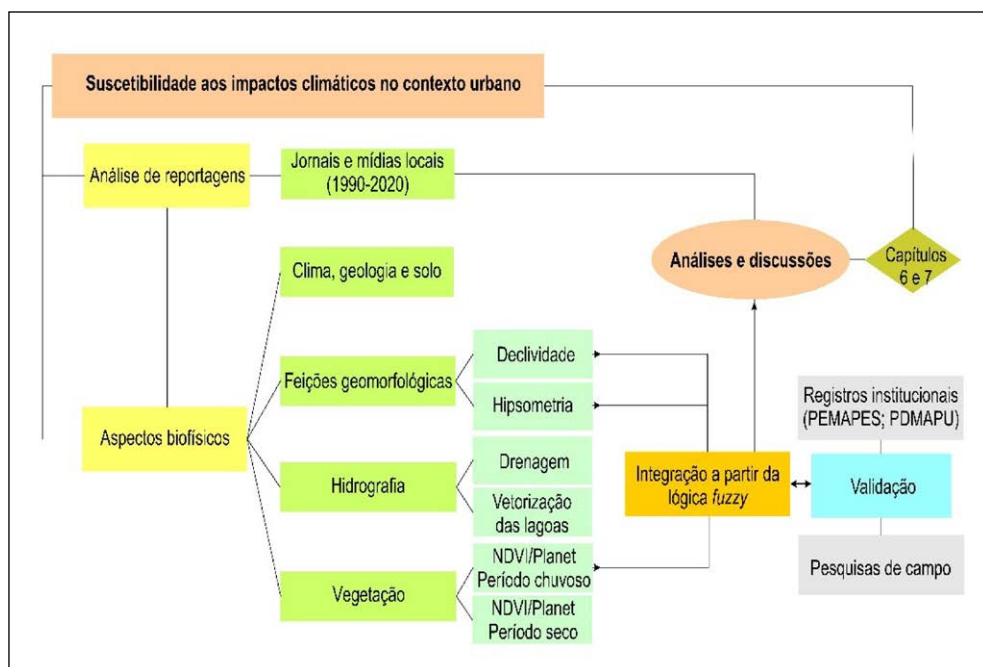 Suscetibilidade aos impactos climáticos no contexto urbano
Análise de reportagens
Jornais e mídias locais
(1990-2020)
Clima, geologia e solo
Análises e discussões
Capítulos
6 e 7
Feições geomorfológicas
Declividade
Hipsometria
Aspectos biofísicos
Hidrografia
Drenagem
Vetorização
das lagoas
Integração a partir da
lógica fuzzy
Registros institucionais
(PEMAPES; PDMAPU)
Validação
Pesquisas de campo
Vegetação
NDVI/Planet
Período chuvoso
NDVI/Planet
Período seco